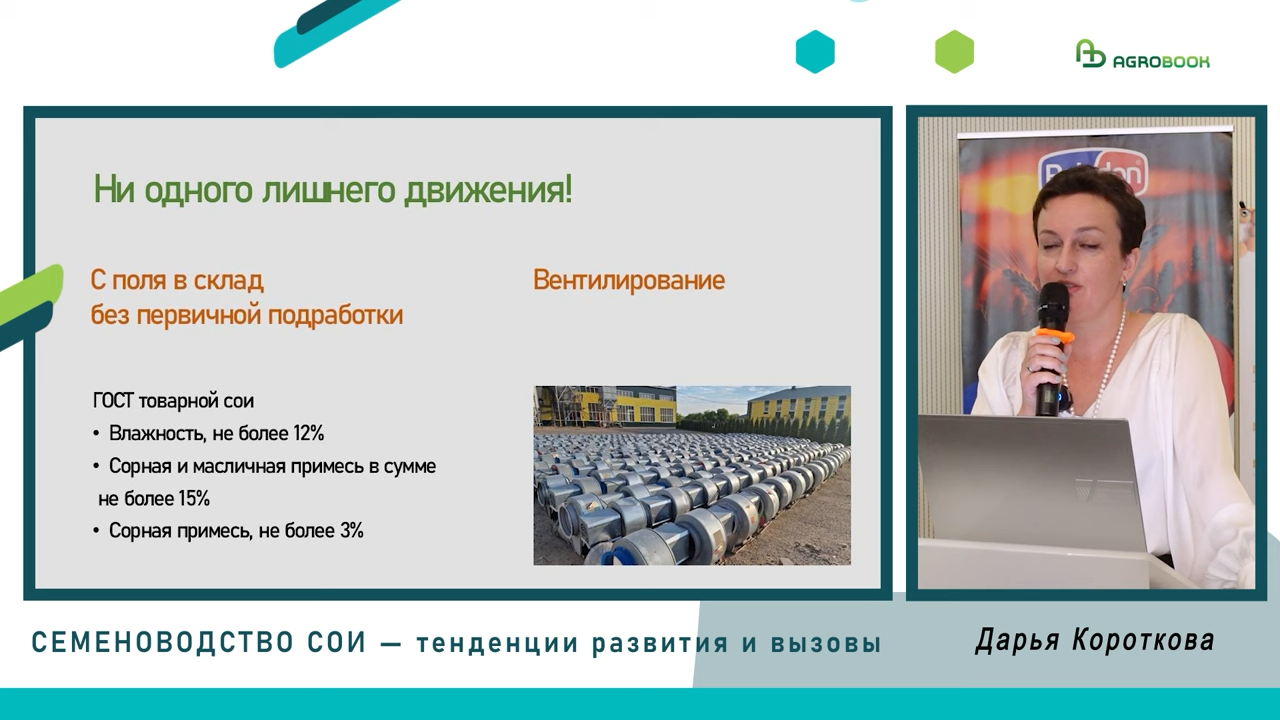 AGROBOOK
Ни одного лишнего движения!
С поля в склад
без первичной подработки
Вентилирование
ГОСТ товарной сои
• Влажность, не более 12%
• Сорная и масличная примесь в сумме
не более 15%
• Сорная примесь, не более 3%
СЕМЕНОВОДСТВО СОИ — тенденции развития и вызовы
Дарья Короткова